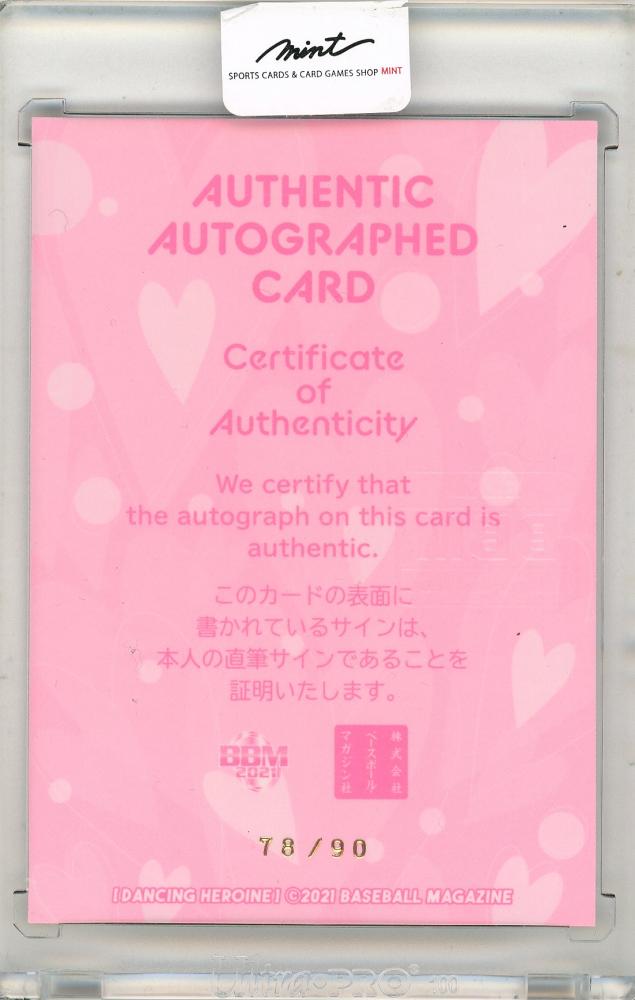 mint
SPORTS CARDS & CARD GAMES SHOP MINT
AUTHENTIC
AUTOGRAPHED
CARD
Certificate
of
Authenticity
We certify that
the autograph on this card is
authentic.
このカードの表面に
書かれているサインは、
本人の直筆サインであることを
証明いたします。
BBM
2021
株式会社
ベースボール・
マガジン社
78/90
[DANCING HEROINE] ©2021 BASEBALL MAGAZINE
Ultra·PRO® 100